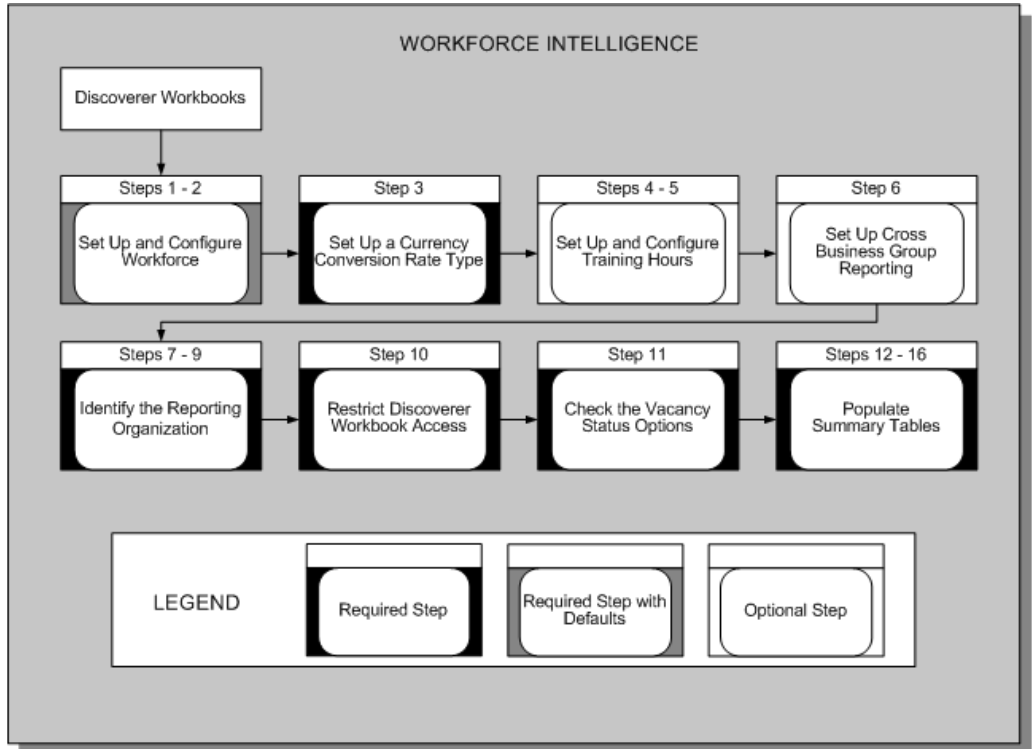 WORKFORCE INTELLIGENCE
Discoverer Workbooks
Steps 1 - 2
Set Up and Configure
Workforce
Step 3
Set Up a Currency
Conversion Rate Type
Steps 4 - 5
Set Up and Configure
Training Hours
Step 6
Set Up Cross
Business Group
Reporting
Steps 7 - 9
Identify the Reporting
Organization
Step 10
Restrict Discoverer
Workbook Access
Step 11
Check the Vacancy
Status Options
Steps 12 - 16
Populate
Summary Tables
LEGEND
Required Step
Required Step with
Defaults
Optional Step